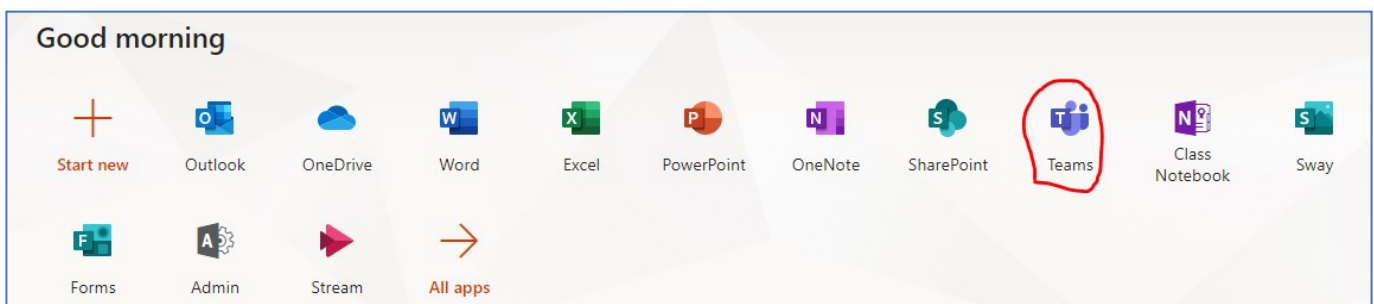 Good morning
Start new Outlook OneDrive Word Excel PowerPoint OneNote SharePoint Teams Class Notebook Sway
Forms Admin Stream All apps